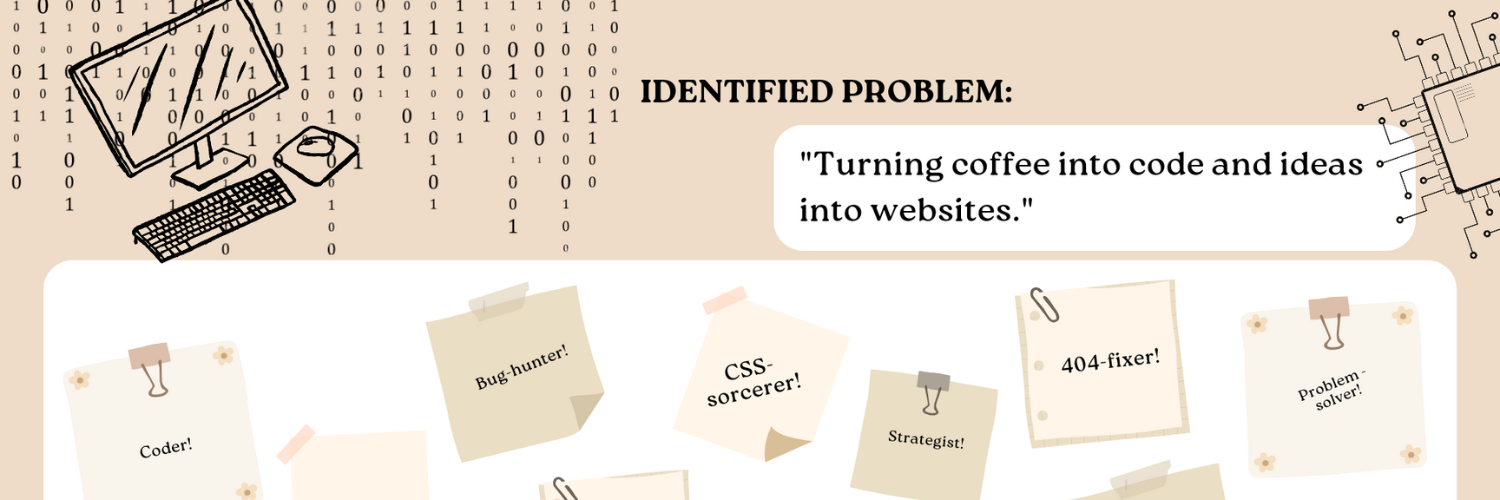 IDENTIFIED PROBLEM:
"Turning coffee into code and ideas
into websites."
Bug-hunter!
CSS-
sorcerer!
404-fixer!
Problem -
solver!
Coder!
Strategist!